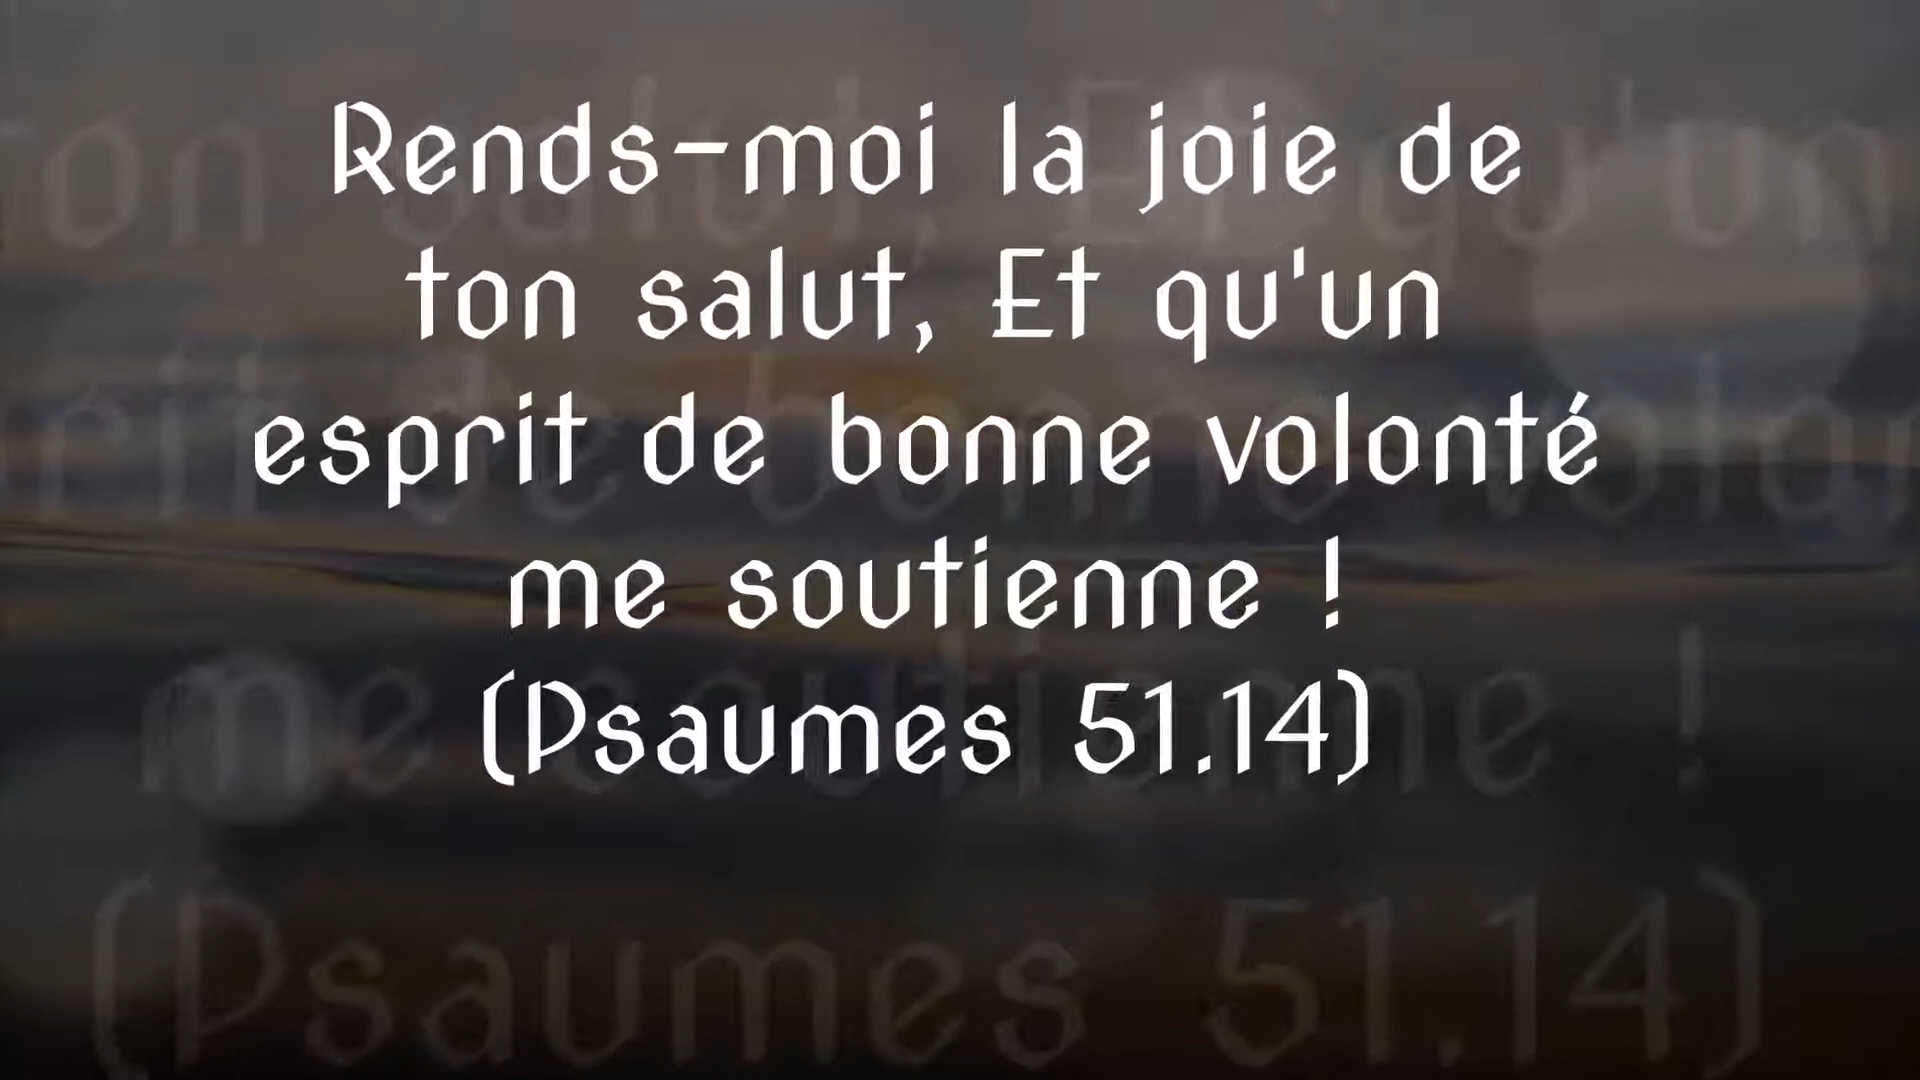 Rends-moi la joie de
ton salut, Et qu'un
esprit de bonne volonté
me soutienne !
(Psaumes 51.14)